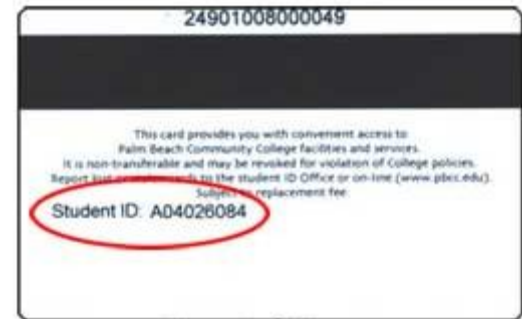 24901008000049
This card provides you with convenient access to
Palm Beach Community College facilities and services.
It is non-transferable and may be revoked for violation of College policies.
Report lost or cards to the student ID Office or on-line (www.pbcc.edu).
Subject to replacement fee.
Student ID: A04026084